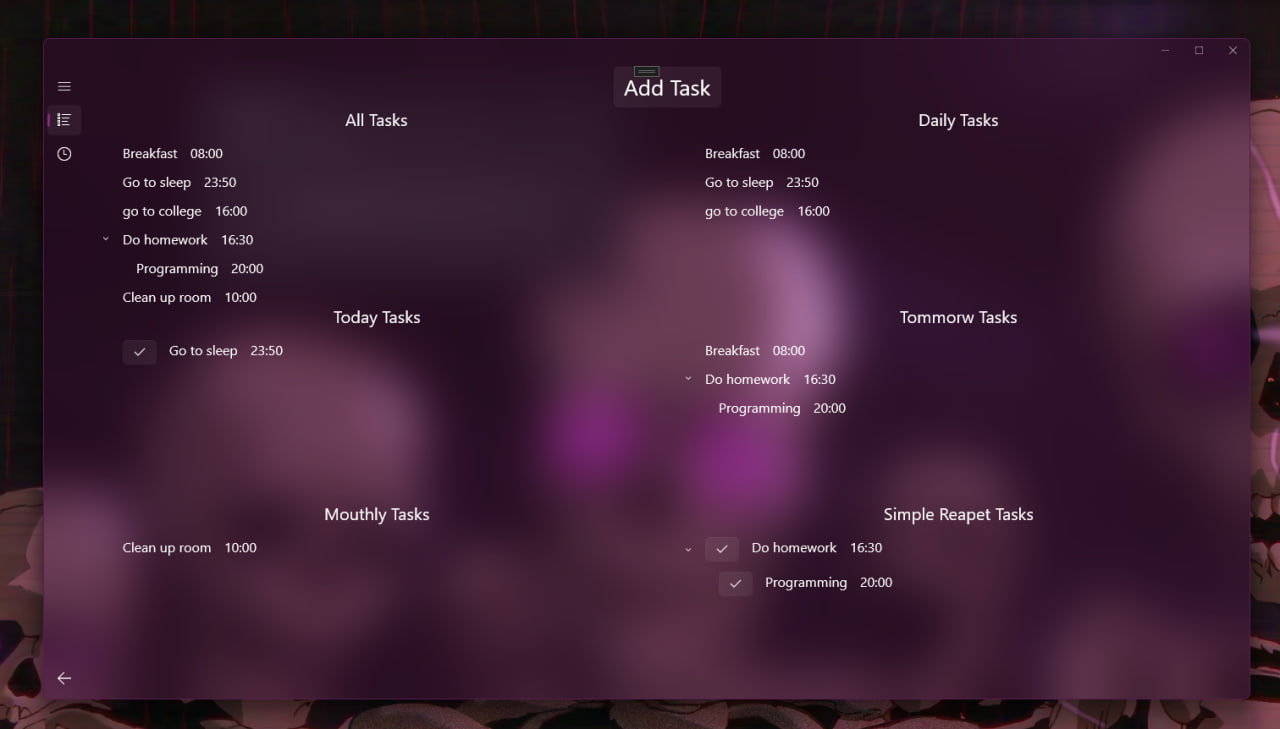 Add Task
All Tasks
Breakfast 08:00
Go to sleep 23:50
go to college 16:00
Do homework 16:30
Programming 20:00
Clean up room 10:00
Daily Tasks
Breakfast 08:00
Go to sleep 23:50
go to college 16:00
Today Tasks
Go to sleep 23:50
Tommorw Tasks
Breakfast 08:00
Do homework 16:30
Programming 20:00
Mouthly Tasks
Clean up room 10:00
Simple Reapet Tasks
Do homework 16:30
Programming 20:00